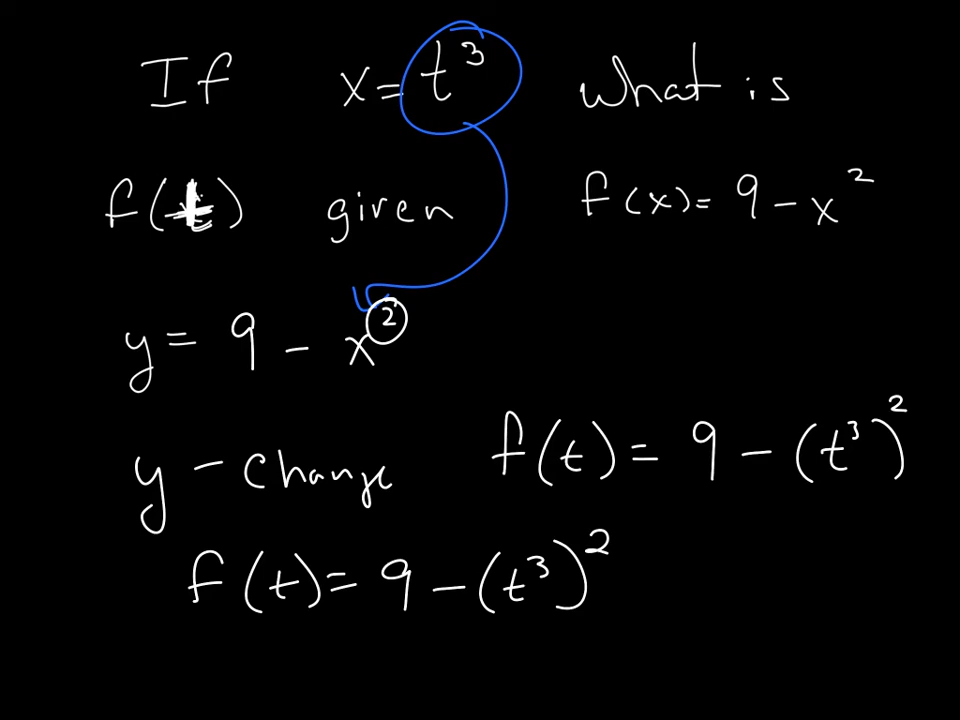 If x = t³ what is
f(t) given f(x) = 9 - x²
y = 9 - x²
y - change f(t) = 9 - (t³)²
f(t) = 9 - (t³)²